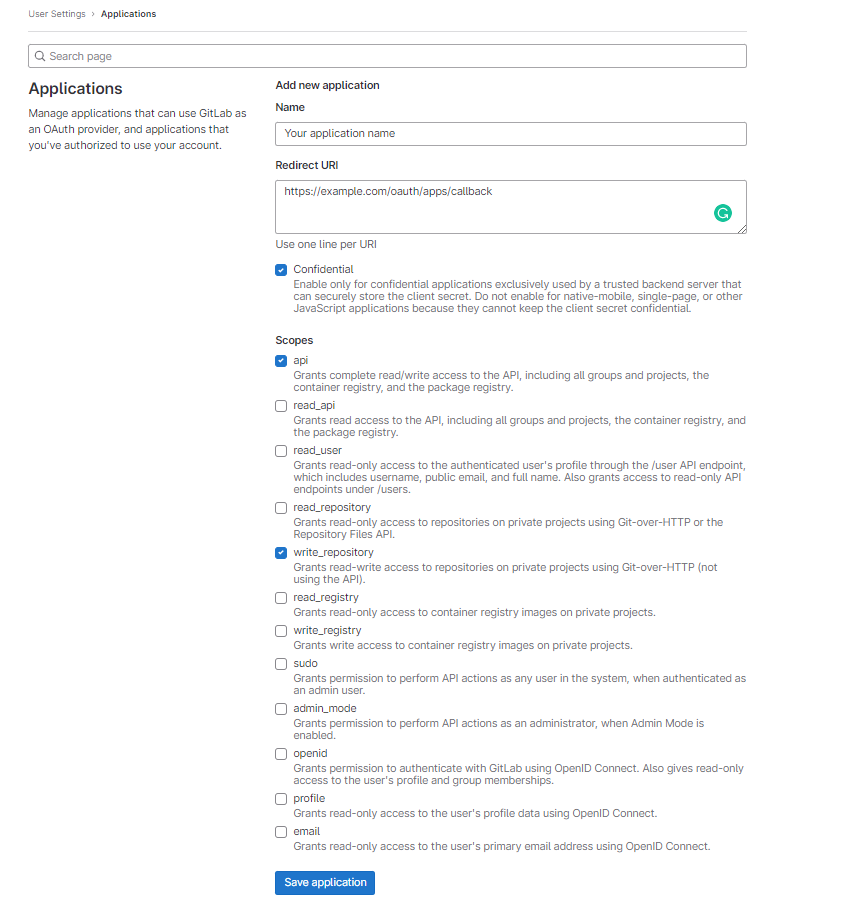 User Settings › Applications
Search page
Applications
Manage applications that can use GitLab as
an OAuth provider, and applications that
you've authorized to use your account.
Add new application
Name
Your application name
Redirect URI
https://example.com/oauth/apps/callback
Use one line per URI
Confidential
Enable only for confidential applications exclusively used by a trusted backend server that
can securely store the client secret. Do not enable for native-mobile, single-page, or other
JavaScript applications because they cannot keep the client secret confidential.
Scopes
api
Grants complete read/write access to the API, including all groups and projects, the
container registry, and the package registry.
read_api
Grants read access to the API, including all groups and projects, the container registry, and
the package registry.
read_user
Grants read-only access to the authenticated user's profile through the /user API endpoint,
which includes username, public email, and full name. Also grants access to read-only API
endpoints under /users.
read_repository
Grants read-only access to repositories on private projects using Git-over-HTTP or the
Repository Files API.
write_repository
Grants read-write access to repositories on private projects using Git-over-HTTP (not
using the API).
read_registry
Grants read-only access to container registry images on private projects.
write_registry
Grants write access to container registry images on private projects.
sudo
Grants permission to perform API actions as any user in the system, when authenticated as
an admin user.
admin_mode
Grants permission to perform API actions as an administrator, when Admin Mode is
enabled.
openid
Grants permission to authenticate with GitLab using OpenID Connect. Also gives read-only
access to the user's profile and group memberships.
profile
Grants read-only access to the user's profile data using OpenID Connect.
email
Grants read-only access to the user's primary email address using OpenID Connect.
Save application